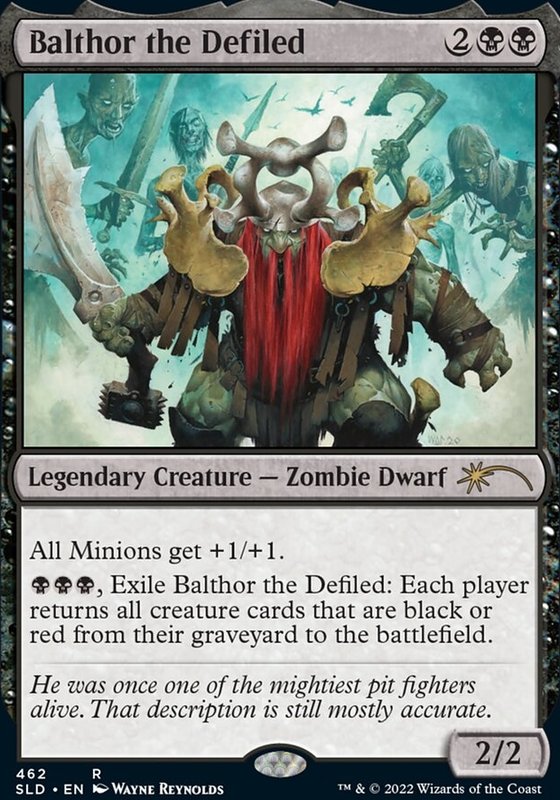 Balthor the Defiled 2
Legendary Creature — Zombie Dwarf
All Minions get +1/+1.
, Exile Balthor the Defiled: Each player
returns all creature cards that are black or
red from their graveyard to the battlefield.
He was once one of the mightiest pit fighters
alive. That description is still mostly accurate.
2/2
462 R
SLD • EN Wayne Reynolds
™ & © 2022 Wizards of the Coast